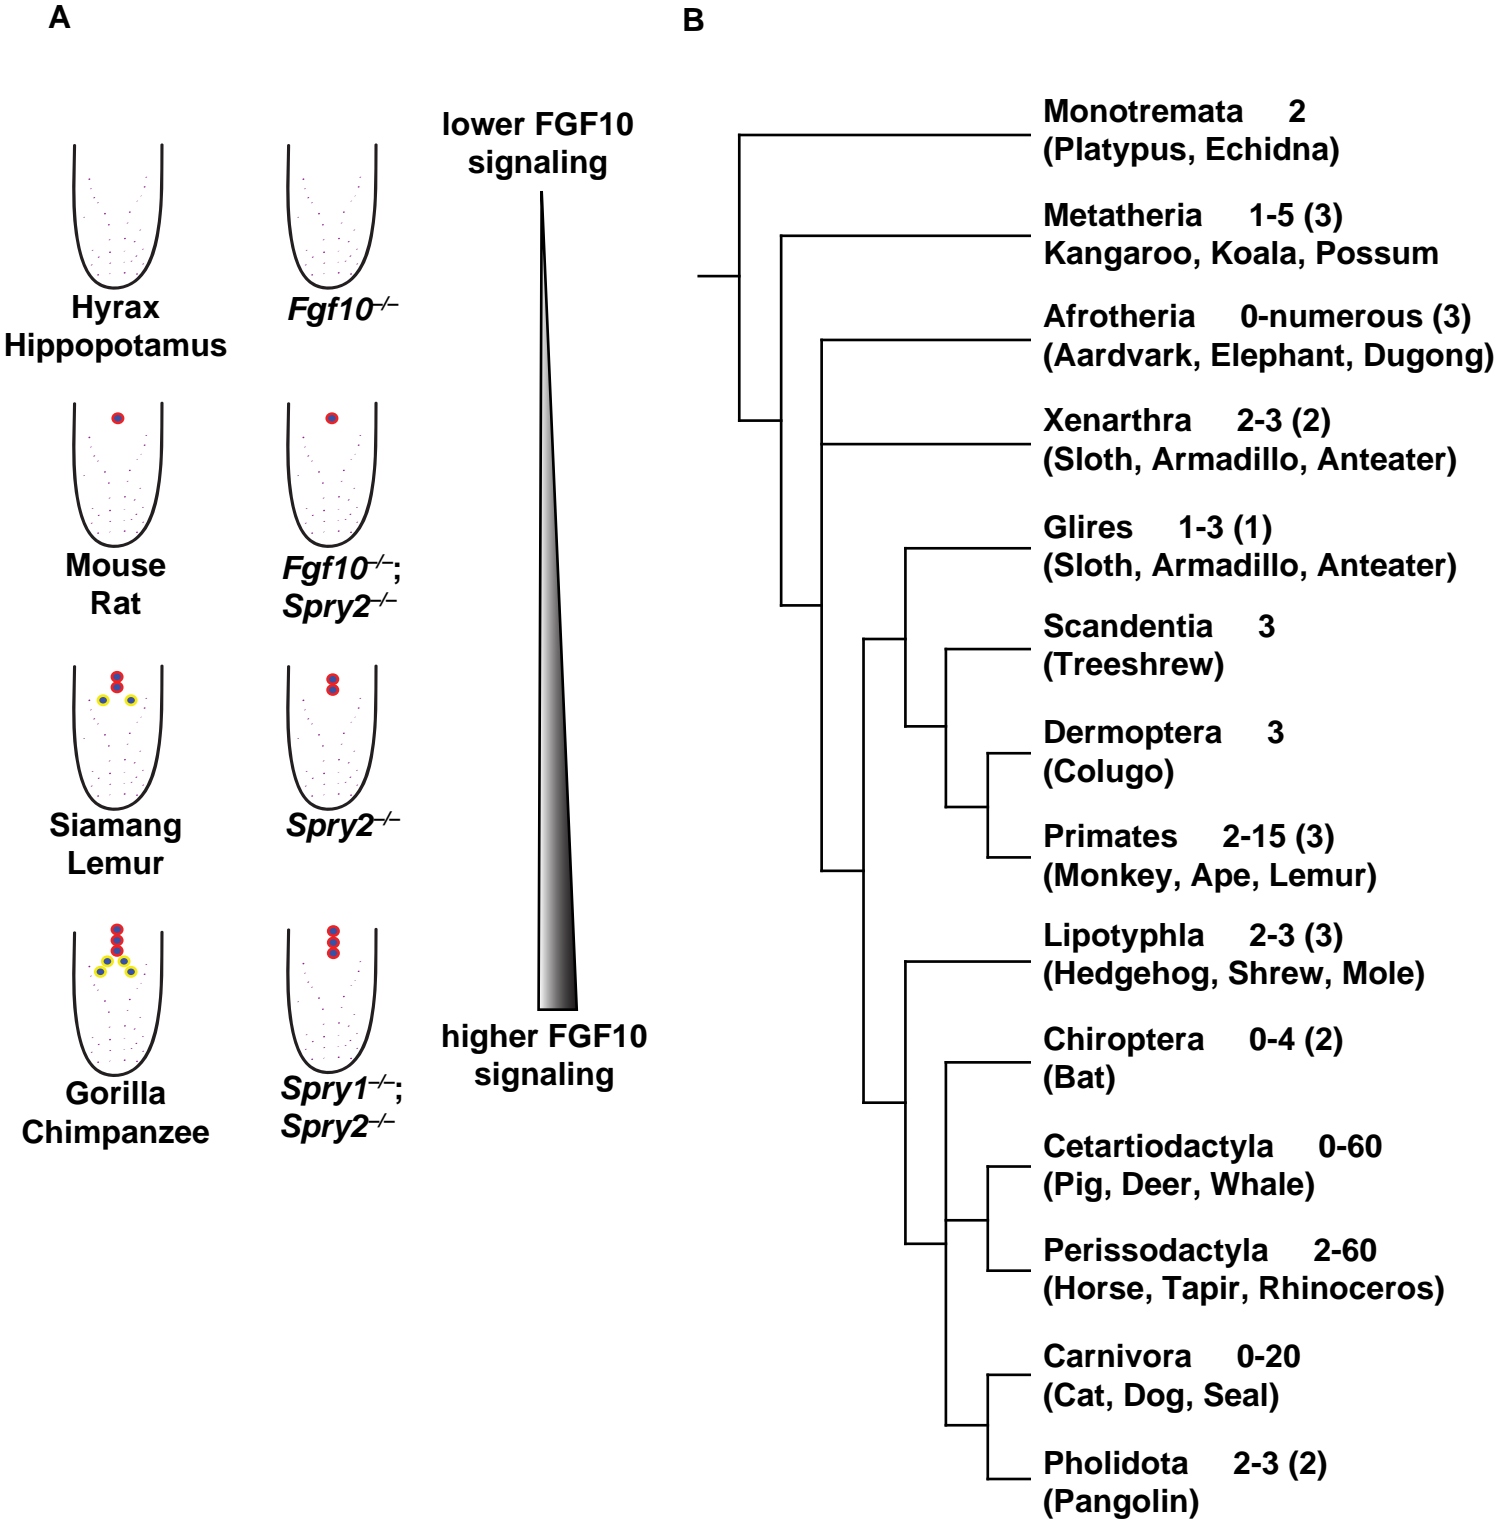 A
lower FGF10
signaling
Hyrax
Hippopotamus
Fgf10–/–
Mouse
Rat
Fgf10–/–;
Spry2–/–
Siamang
Lemur
Spry2–/–
Gorilla
Chimpanzee
Spry1–/–;
Spry2–/–
higher FGF10
signaling
B
Monotremata 2
(Platypus, Echidna)
Metatheria 1-5 (3)
Kangaroo, Koala, Possum
Afrotheria 0-numerous (3)
(Aardvark, Elephant, Dugong)
Xenarthra 2-3 (2)
(Sloth, Armadillo, Anteater)
Glires 1-3 (1)
(Sloth, Armadillo, Anteater)
Scandentia 3
(Treeshrew)
Dermoptera 3
(Colugo)
Primates 2-15 (3)
(Monkey, Ape, Lemur)
Lipotyphla 2-3 (3)
(Hedgehog, Shrew, Mole)
Chiroptera 0-4 (2)
(Bat)
Cetartiodactyla 0-60
(Pig, Deer, Whale)
Perissodactyla 2-60
(Horse, Tapir, Rhinoceros)
Carnivora 0-20
(Cat, Dog, Seal)
Pholidota 2-3 (2)
(Pangolin)